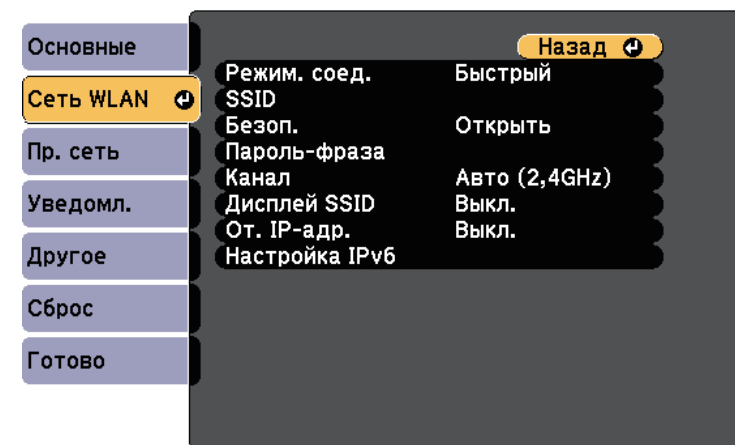 Основные
Сеть WLAN
Пр. сеть
Уведомл.
Другое
Сброс
Готово
Назад
Режим. соед. Быстрый
SSID
Безоп. Открыть
Пароль-фраза
Канал Авто (2,4GHz)
Дисплей SSID Выкл.
От. IP-адр. Выкл.
Настройка IPv6